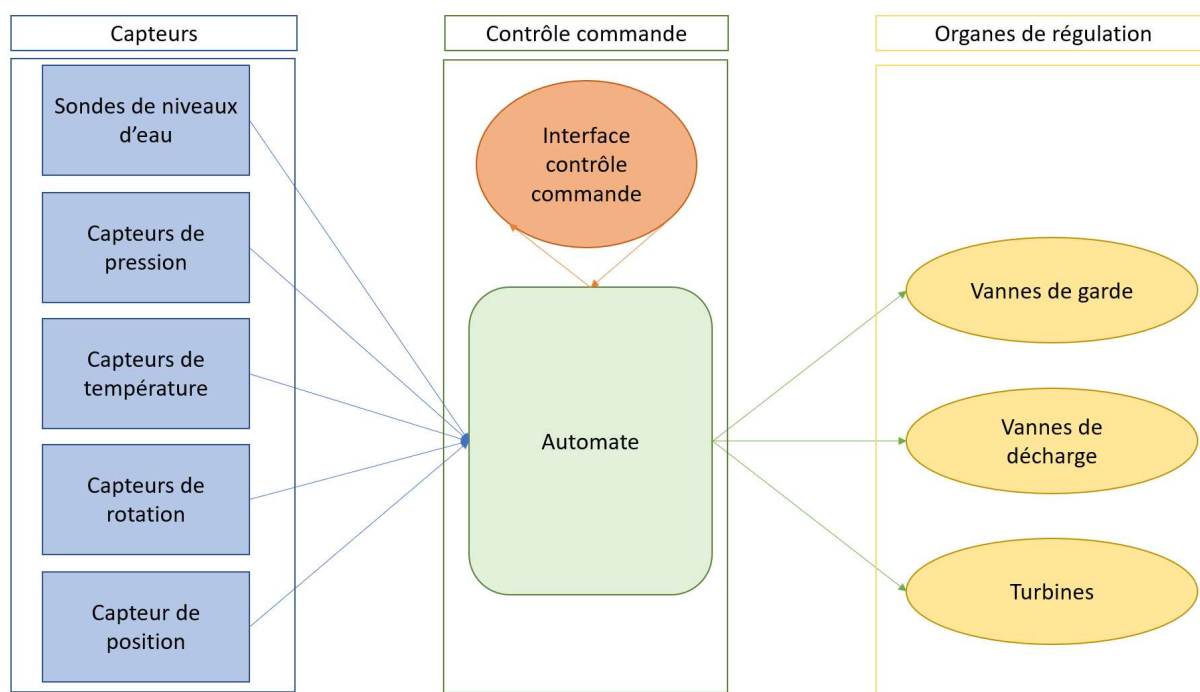 Capteurs
Sondes de niveaux
d'eau
Capteurs de
pression
Capteurs de
température
Capteurs de
rotation
Capteur de
position
Contrôle commande
Interface
contrôle
commande
Automate
Organes de régulation
Vannes de garde
Vannes de
décharge
Turbines